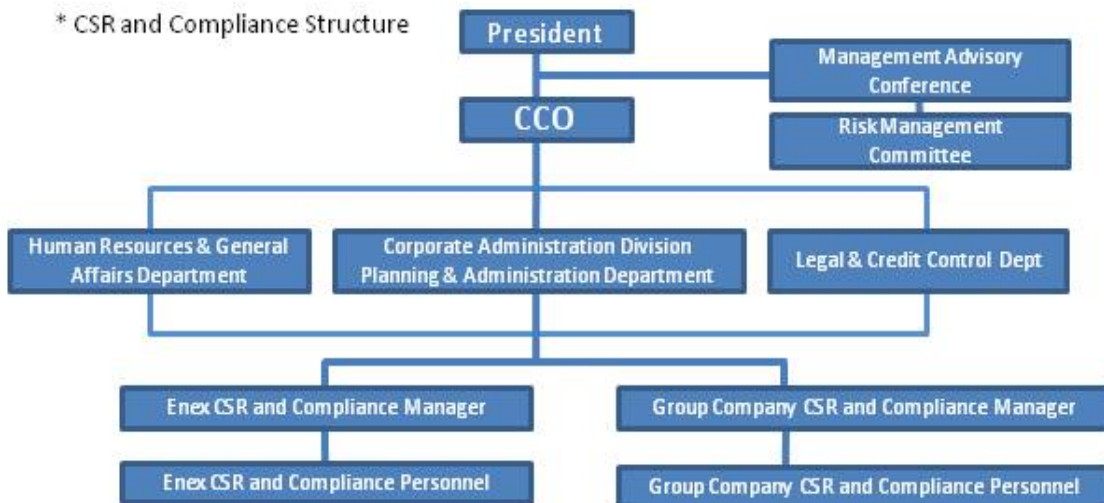 * CSR and Compliance Structure
President
Management Advisory
Conference
CCO
Risk Management
Committee
Human Resources & General
Affairs Department
Corporate Administration Division
Planning & Administration Department
Legal & Credit Control Dept
Enex CSR and Compliance Manager
Group Company CSR and Compliance Manager
Enex CSR and Compliance Personnel
Group Company CSR and Compliance Personnel